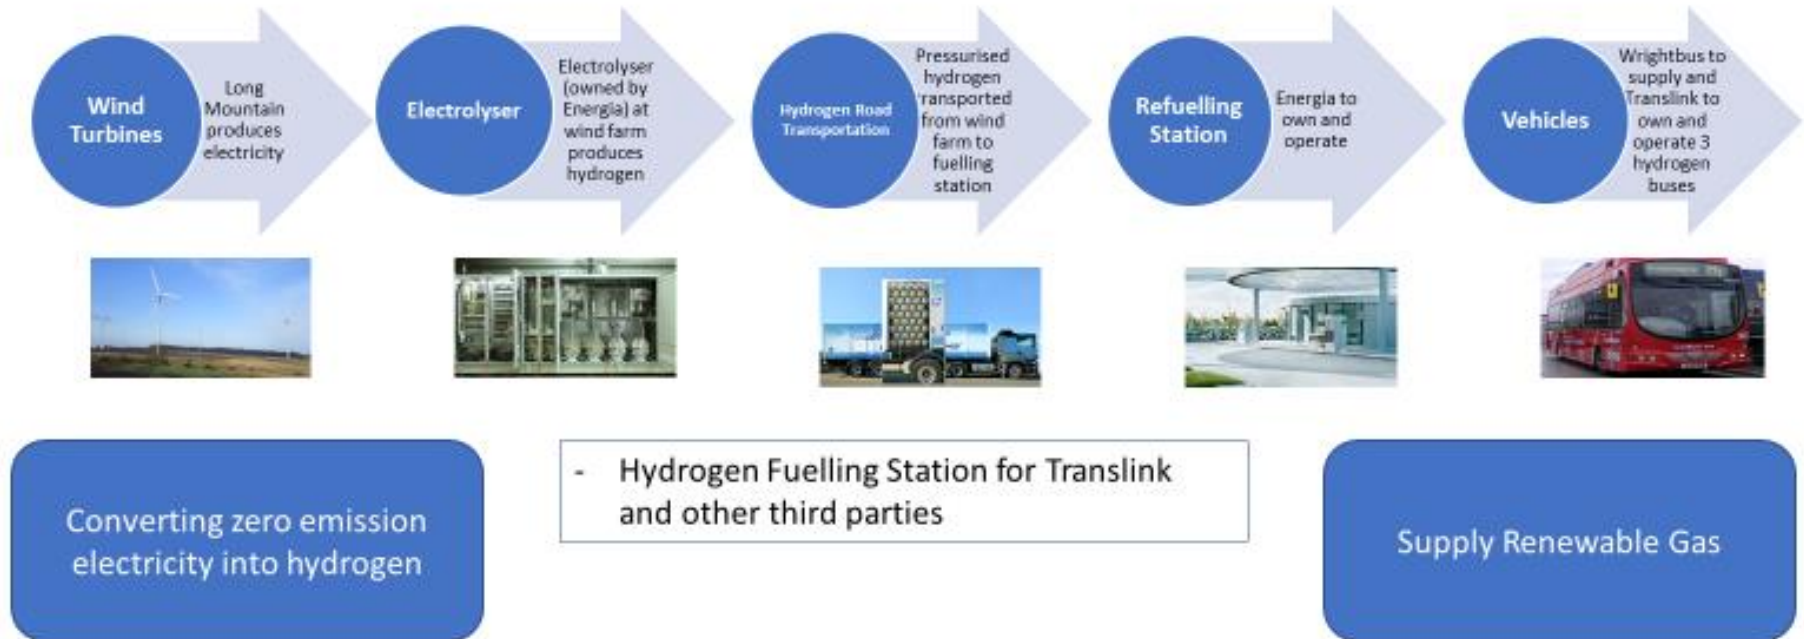 Wind
Turbines
Long
Mountain
produces
electricity
Electrolyser
Electrolyser
(owned by
Energia) at
wind farm
produces
hydrogen
Hydrogen Road
Transportation
Pressurised
hydrogen
transported
from wind
farm to
fuelling
station
Refuelling
Station
Energia to
own and
operate
Vehicles
Wrightbus to
supply and
Translink to
own and
operate 3
hydrogen
buses
Converting zero emission
electricity into hydrogen
- Hydrogen Fuelling Station for Translink
and other third parties
Supply Renewable Gas